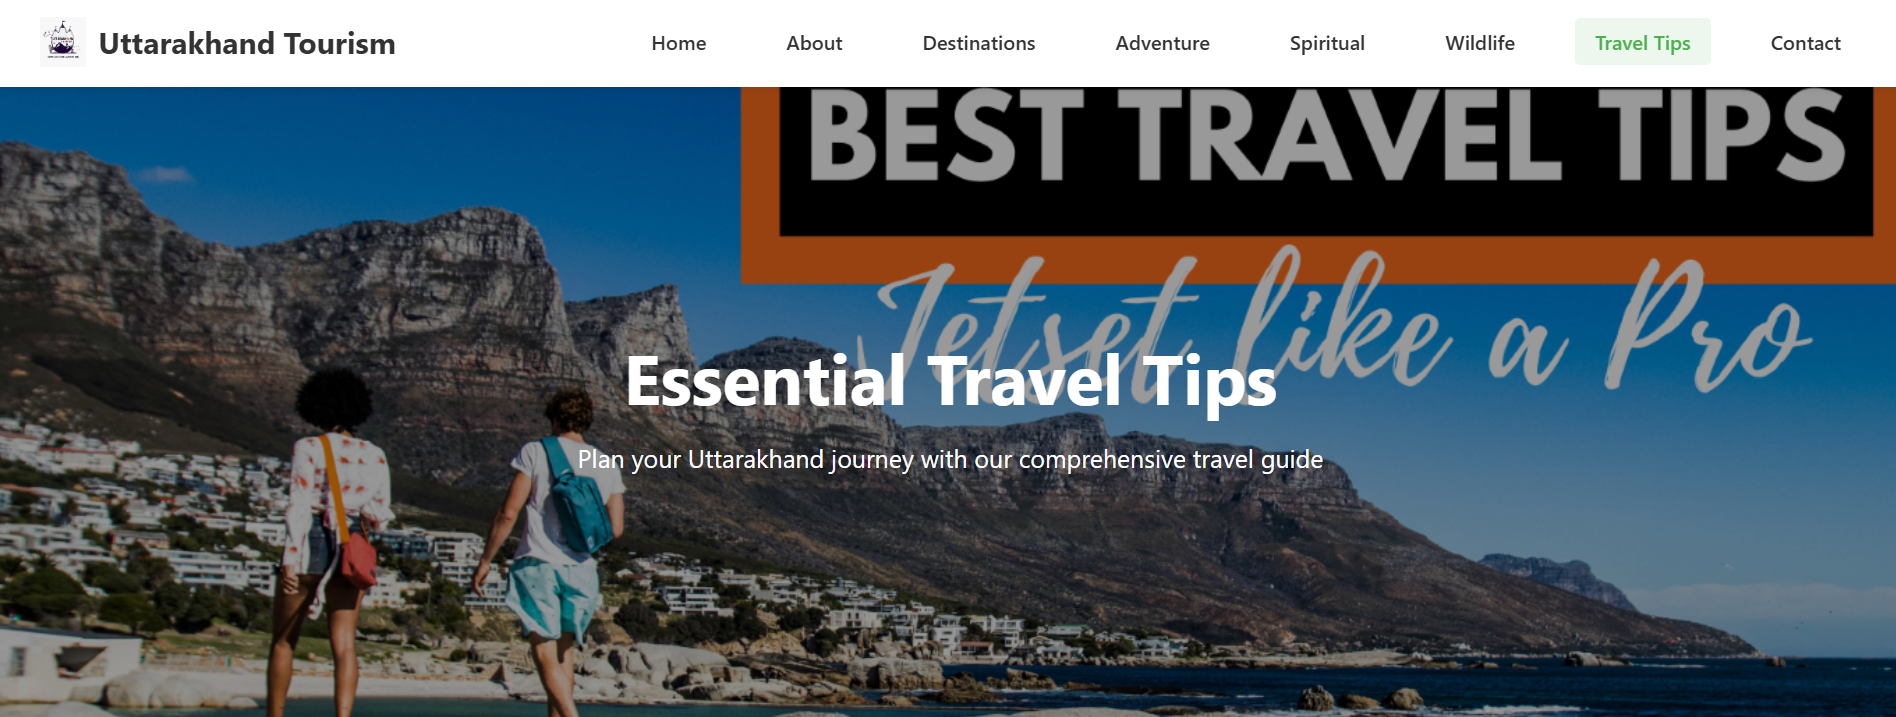 Uttarakhand Tourism
Home
About
Destinations
Adventure
Spiritual
Wildlife
Travel Tips
Contact
BEST TRAVEL TIPS
Jetset like a Pro
Essential Travel Tips
Plan your Uttarakhand journey with our comprehensive travel guide